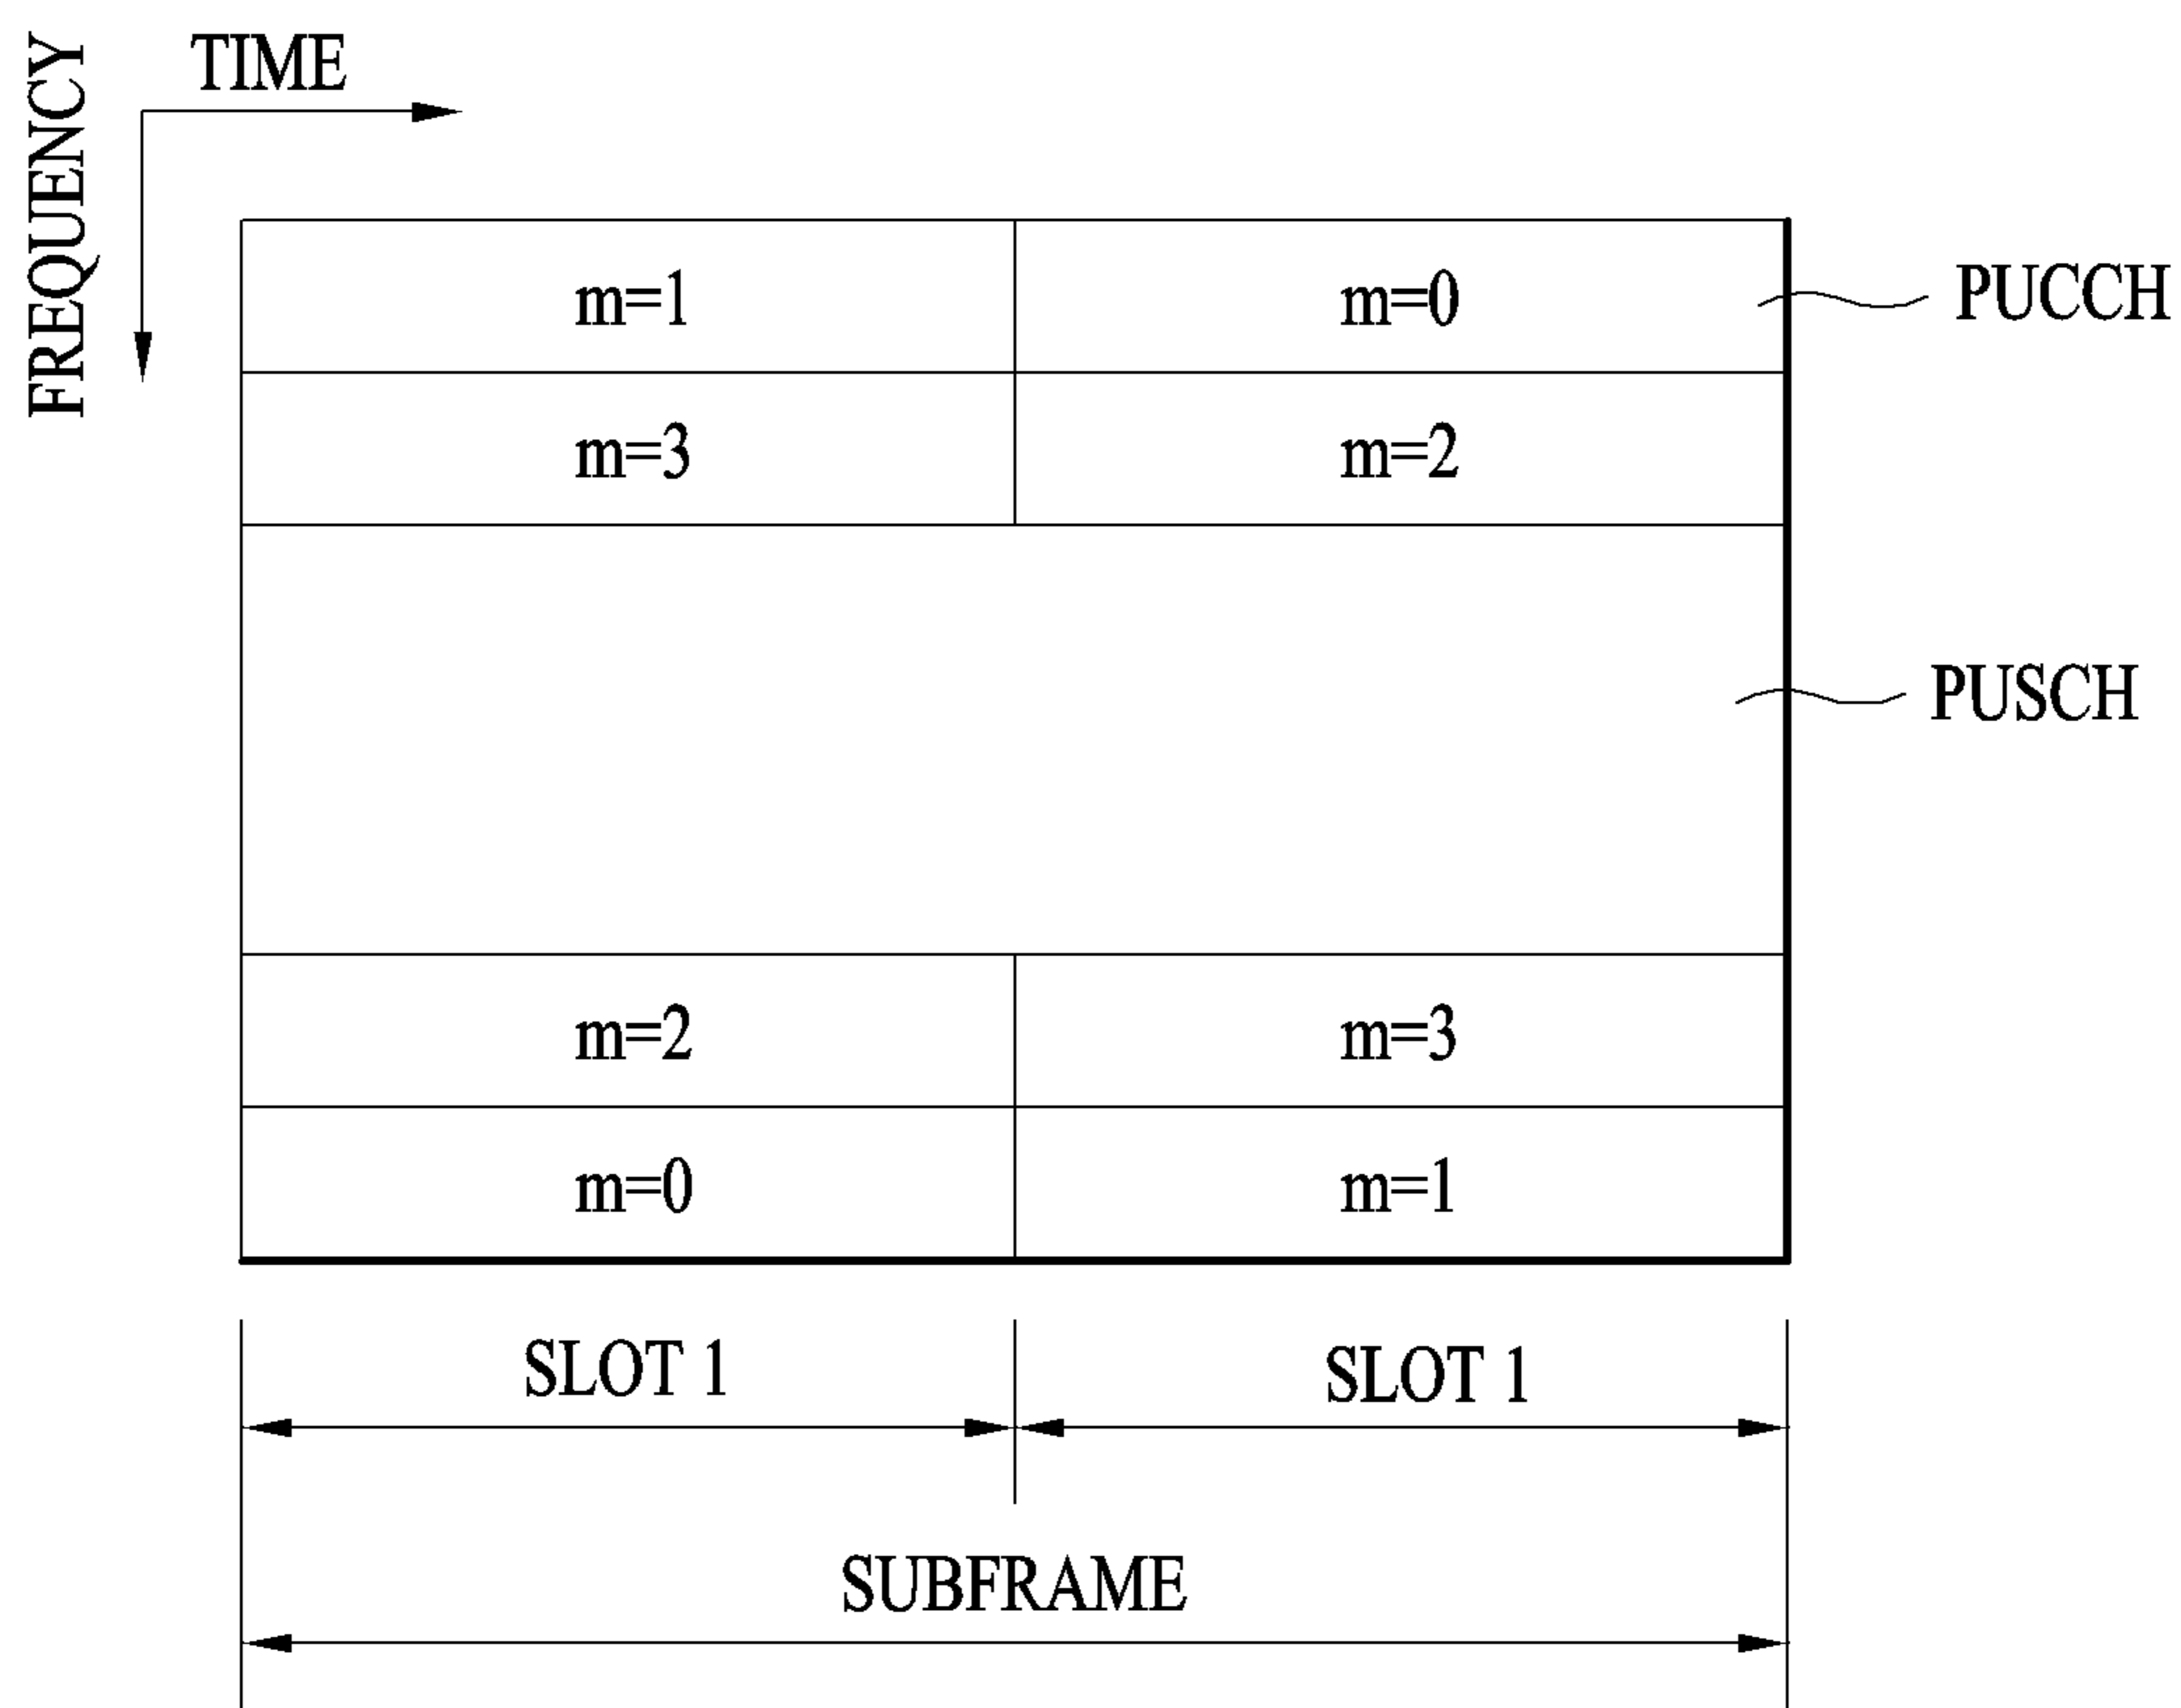 TIME
FREQUENCY
m=1 m=0 PUCCH
m=3 m=2
PUSCH
m=2 m=3
m=0 m=1
SLOT 1 SLOT 1
SUBFRAME